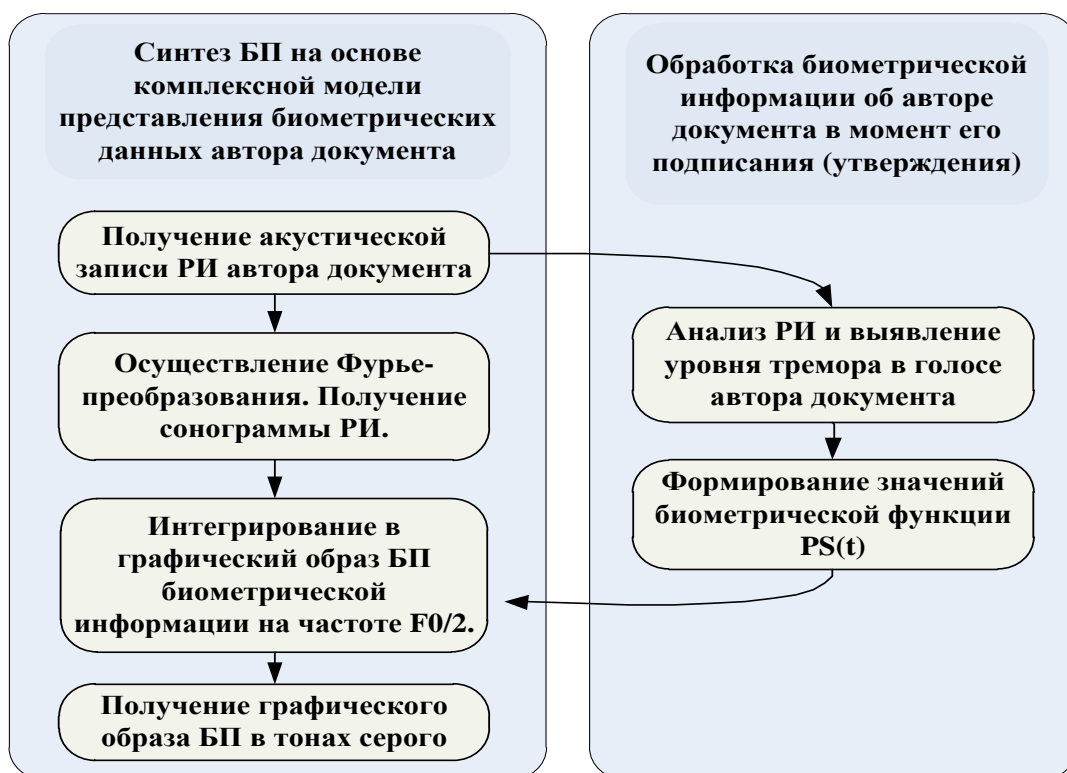 Синтез БП на основе
комплексной модели
представления биометрических
данных автора документа
Получение акустической
записи РИ автора документа
Осуществление Фурье-
преобразования. Получение
сонограммы РИ.
Интегрирование в
графический образ БП
биометрической
информации на частоте F0/2.
Получение графического
образа БП в тонах серого
Обработка биометрической
информации об авторе
документа в момент его
подписания (утверждения)
Анализ РИ и выявление
уровня тремора в голосе
автора документа
Формирование значений
биометрической функции
PS(t)